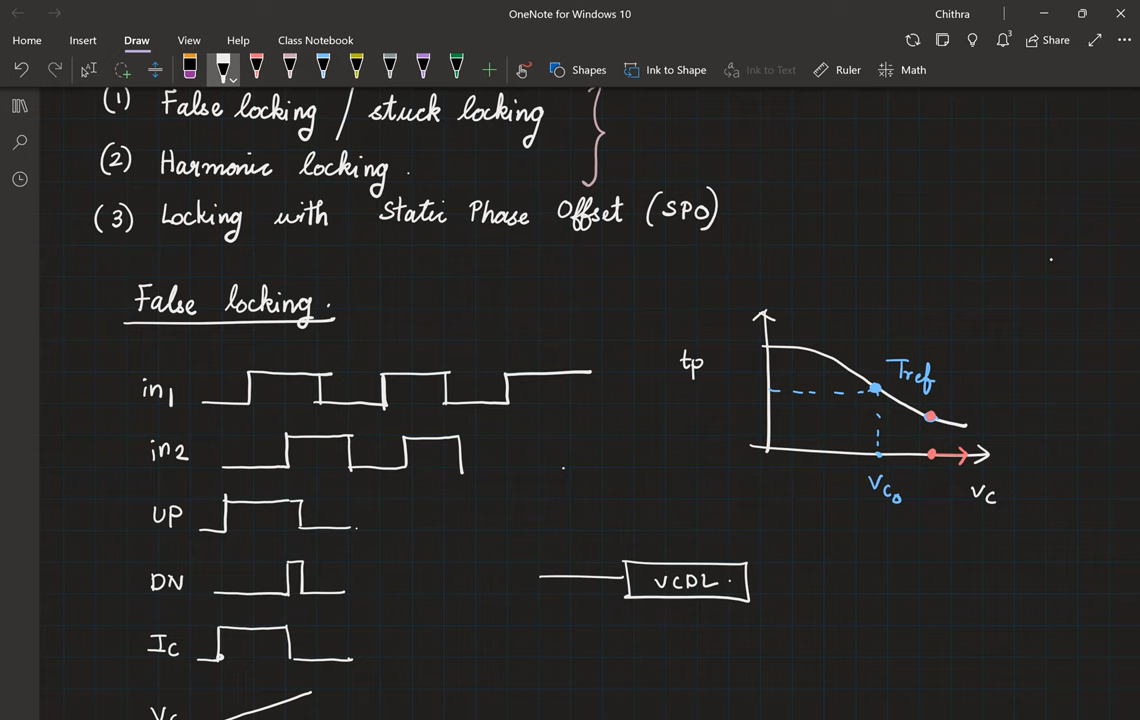 OneNote for Windows 10
Chithra
Home Insert Draw View Help Class Notebook
Share
Shapes Ink to Shape Ink to Text Ruler Math
(1) False locking / stuck locking
(2) Harmonic locking.
(3) Locking with Static Phase Offset (SPO)
False locking.
tp
Tref
in1
in2
Vc0
Vc
UP
DN
VCDL.
Ic
Vc